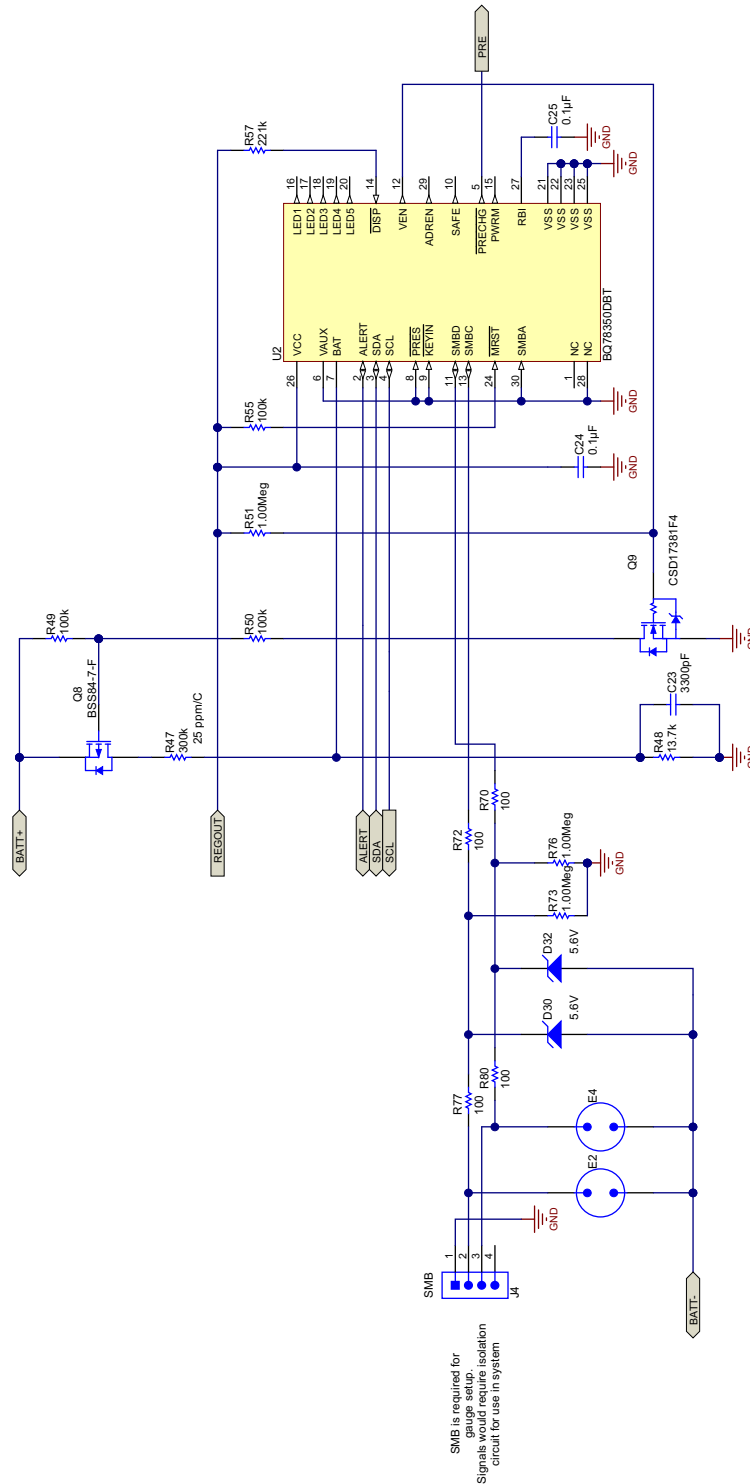 PRE
R57
221k
C25
0.1µF
GND
GND
16
17
18
19
20
14
12
29
10
5
15
27
21
22
23
25
LED1
LED2
LED3
LED4
LED5
DISP
VEN
ADREN
SAFE
PRECHG
PWRM
RBI
VSS
VSS
VSS
VSS
U2
BQ78350DBT
VCC
VAUX
BAT
ALERT
SDA
SCL
PRES
KEYIN
SMBD
SMBC
MRST
SMBA
NC
NC
26
6
7
2
3
4
8
9
11
13
24
30
1
28
GND
R55
100k
C24
0.1µF
GND
R51
1.00Meg
Q9
CSD17381F4
GND
R49
100k
R50
100k
Q8
BSS84-7-F
R47
300k
25 ppm/C
C23
3300pF
R48
13.7k
GND
BATT+
REGOUT
ALERT
SDA
SCL
R70
100
R72
100
R76
1.00Meg
R73
1.00Meg
GND
D32
5.6V
D30
5.6V
R80
100
R77
100
E4
E2
GND
1
2
3
4
SMB
J4
BATT-
SMB is required for
gauge setup.
Signals would require isolation
circuit for use in system